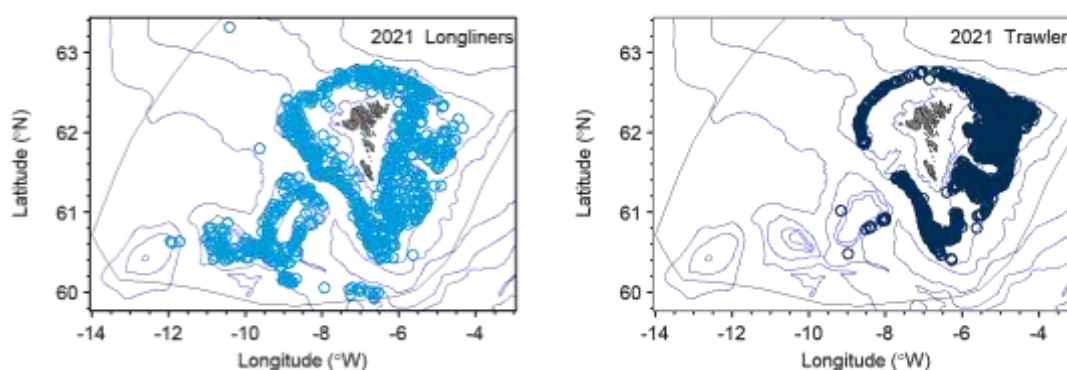 2021 Longliners
63
62
61
60
Latitude (°N)
-14 -12 -10 -8 -6 -4
Longitude (°W)
2021 Trawler
63
62
61
60
Latitude (°N)
-14 -12 -10 -8 -6 -4
Longitude (°W)